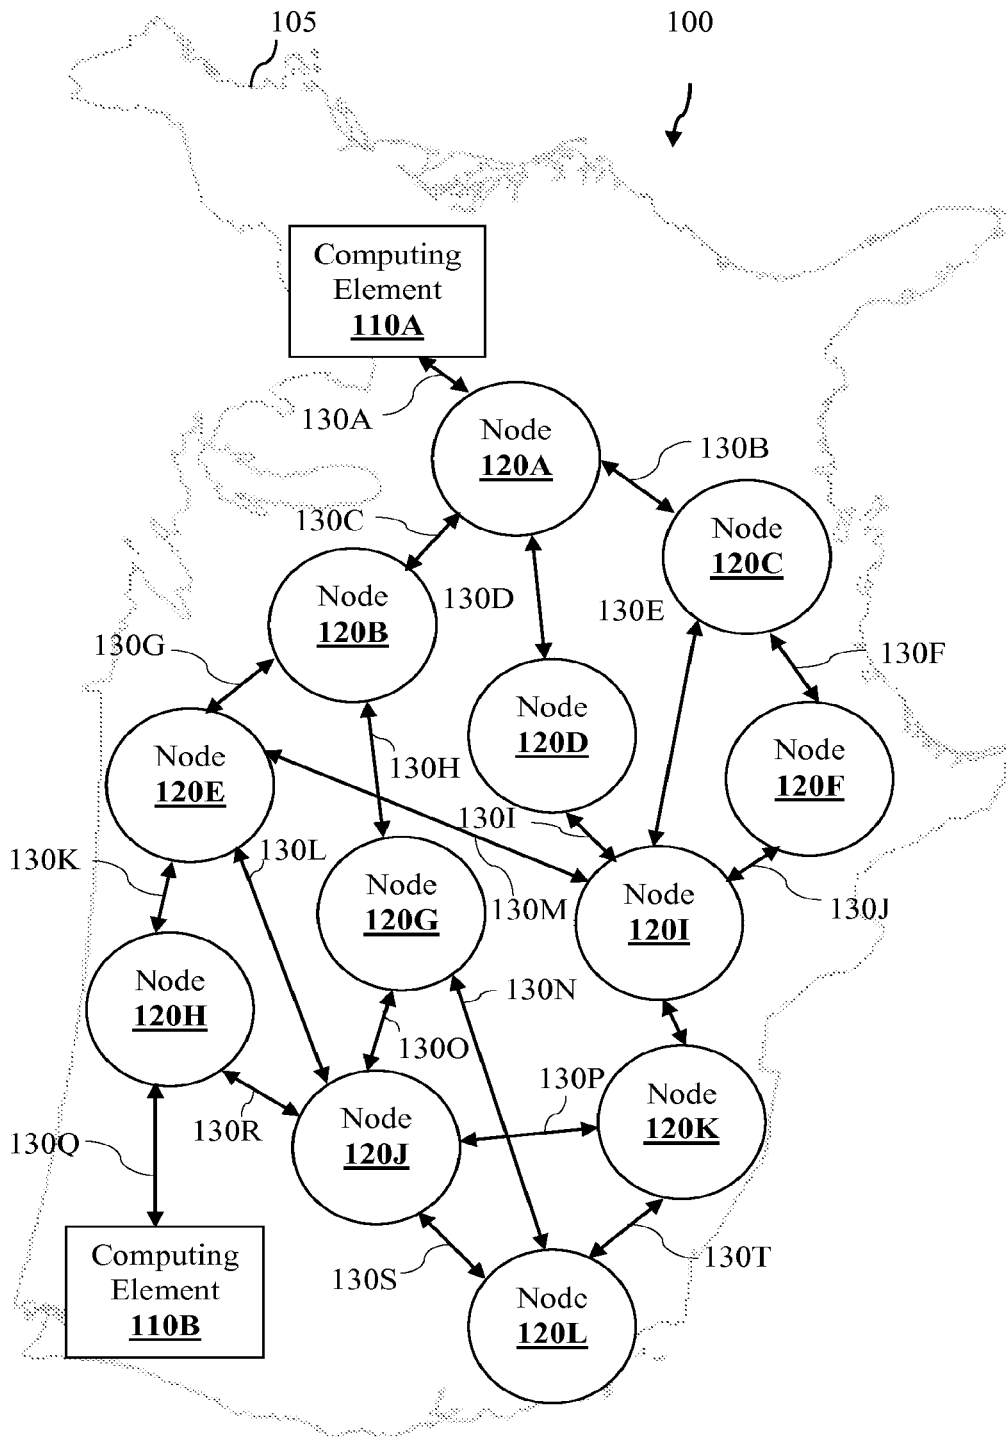 105
100
Computing
Element
110A
130A
Node
120A
130B
130C
Node
120C
Node
120B
130D
130E
130G
130F
Node
120D
Node
120E
Node
120F
130H
130I
130K
130L
130M
130J
Node
120G
Node
120I
Node
120H
130N
130O
130P
Node
120K
130Q
130R
Node
120J
Computing
Element
110B
130S
130T
Node
120L